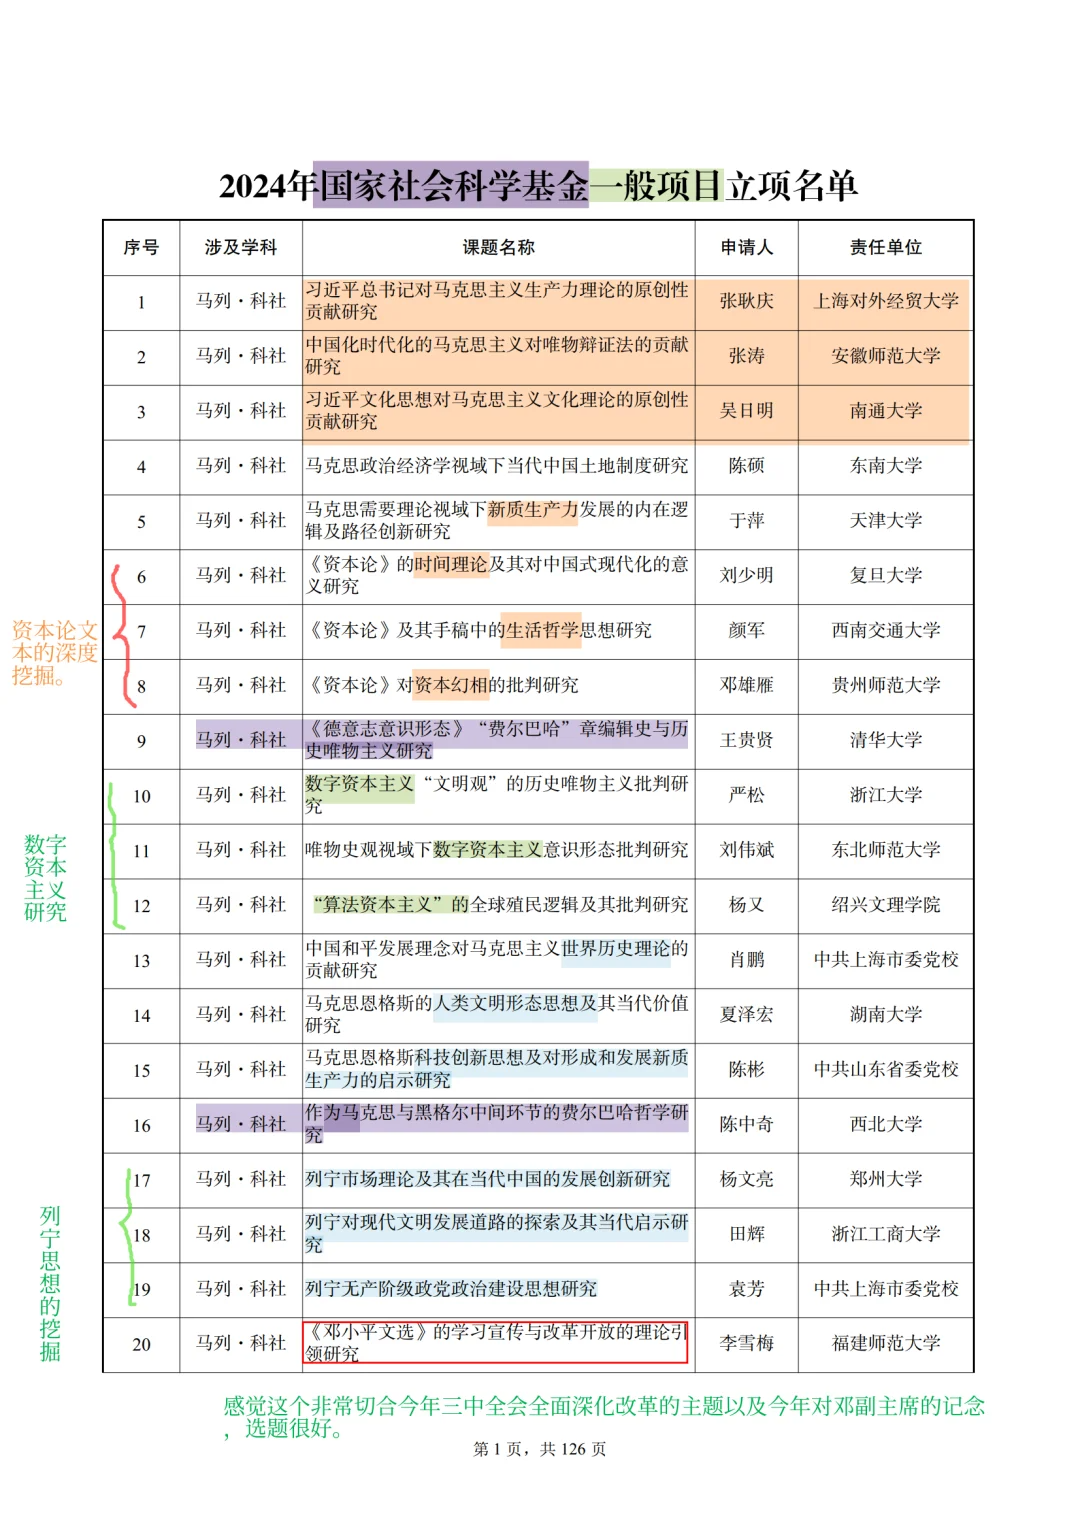 2024年国家社会科学基金一般项目立项名单
序号 涉及学科 课题名称 申请人 责任单位
1 马列·科社 习近平总书记对马克思主义生产力理论的原创性
贡献研究 张耿庆 上海对外经贸大学
2 马列·科社 中国化时代化的马克思主义对唯物辩证法的贡献
研究 张涛 安徽师范大学
3 马列·科社 习近平文化思想对马克思主义文化理论的原创性
贡献研究 吴日明 南通大学
4 马列·科社 马克思政治经济学视域下当代中国土地制度研究 陈硕 东南大学
5 马列·科社 马克思需要理论视域下新质生产力发展的内在逻
辑及路径创新研究 于萍 天津大学
6 马列·科社 《资本论》的时间理论及其对中国式现代化的意
义研究 刘少明 复旦大学
资本论文
本的深度
挖掘。
7 马列·科社 《资本论》及其手稿中的生活哲学思想研究 颜军 西南交通大学
8 马列·科社 《资本论》对资本幻相的批判研究 邓雄雁 贵州师范大学
9 马列·科社 《德意志意识形态》“费尔巴哈”章编辑史与历
史唯物主义研究 王贵贤 清华大学
10 马列·科社 数字资本主义“文明观”的历史唯物主义批判研
究 严松 浙江大学
数字
资本
主义
研究
11 马列·科社 唯物史观视域下数字资本主义意识形态批判研究 刘伟斌 东北师范大学
12 马列·科社 “算法资本主义”的全球殖民逻辑及其批判研究 杨又 绍兴文理学院
13 马列·科社 中国和平发展理念对马克思主义世界历史理论的
贡献研究 肖鹏 中共上海市委党校
14 马列·科社 马克思恩格斯的人类文明形态思想及其当代价值
研究 夏泽宏 湖南大学
15 马列·科社 马克思恩格斯科技创新思想及对形成和发展新质
生产力的启示研究 陈彬 中共山东省委党校
16 马列·科社 作为马克思与黑格尔中间环节的费尔巴哈哲学研
究 陈中奇 西北大学
17 马列·科社 列宁市场理论及其在当代中国的发展创新研究 杨文亮 郑州大学
列
宁
思
想
的
挖
掘
18 马列·科社 列宁对现代文明发展道路的探索及其当代启示研
究 田辉 浙江工商大学
19 马列·科社 列宁无产阶级政党政治建设思想研究 袁芳 中共上海市委党校
20 马列·科社 《邓小平文选》的学习宣传与改革开放的理论引
领研究 李雪梅 福建师范大学
感觉这个非常切合今年三中全会全面深化改革的主题以及今年对邓副主席的记念
，选题很好。
第 1 页，共 126 页